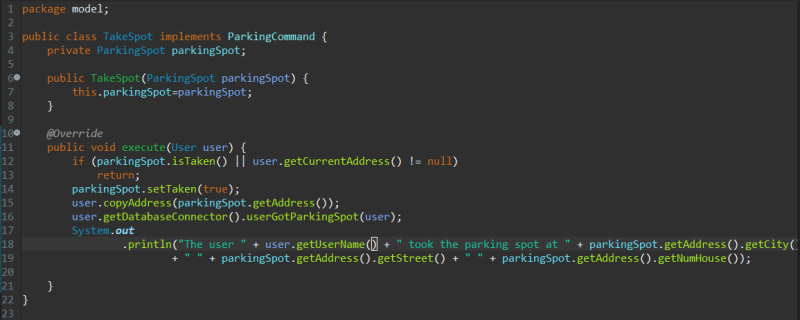 1 package model;
2
3 public class TakeSpot implements ParkingCommand {
4     private ParkingSpot parkingSpot;
5
6     public TakeSpot(ParkingSpot parkingSpot) {
7         this.parkingSpot=parkingSpot;
8     }
9
10     @Override
11     public void execute(User user) {
12         if (parkingSpot.isTaken() || user.getCurrentAddress() != null)
13             return;
14         parkingSpot.setTaken(true);
15         user.copyAddress(parkingSpot.getAddress());
16         user.getDatabaseConnector().userGotParkingSpot(user);
17         System.out
18                 .println("The user " + user.getUserName() + " took the parking spot at " + parkingSpot.getAddress().getCity()
19                         + " " + parkingSpot.getAddress().getStreet() + " " + parkingSpot.getAddress().getNumHouse());
20
21     }
22 }
23